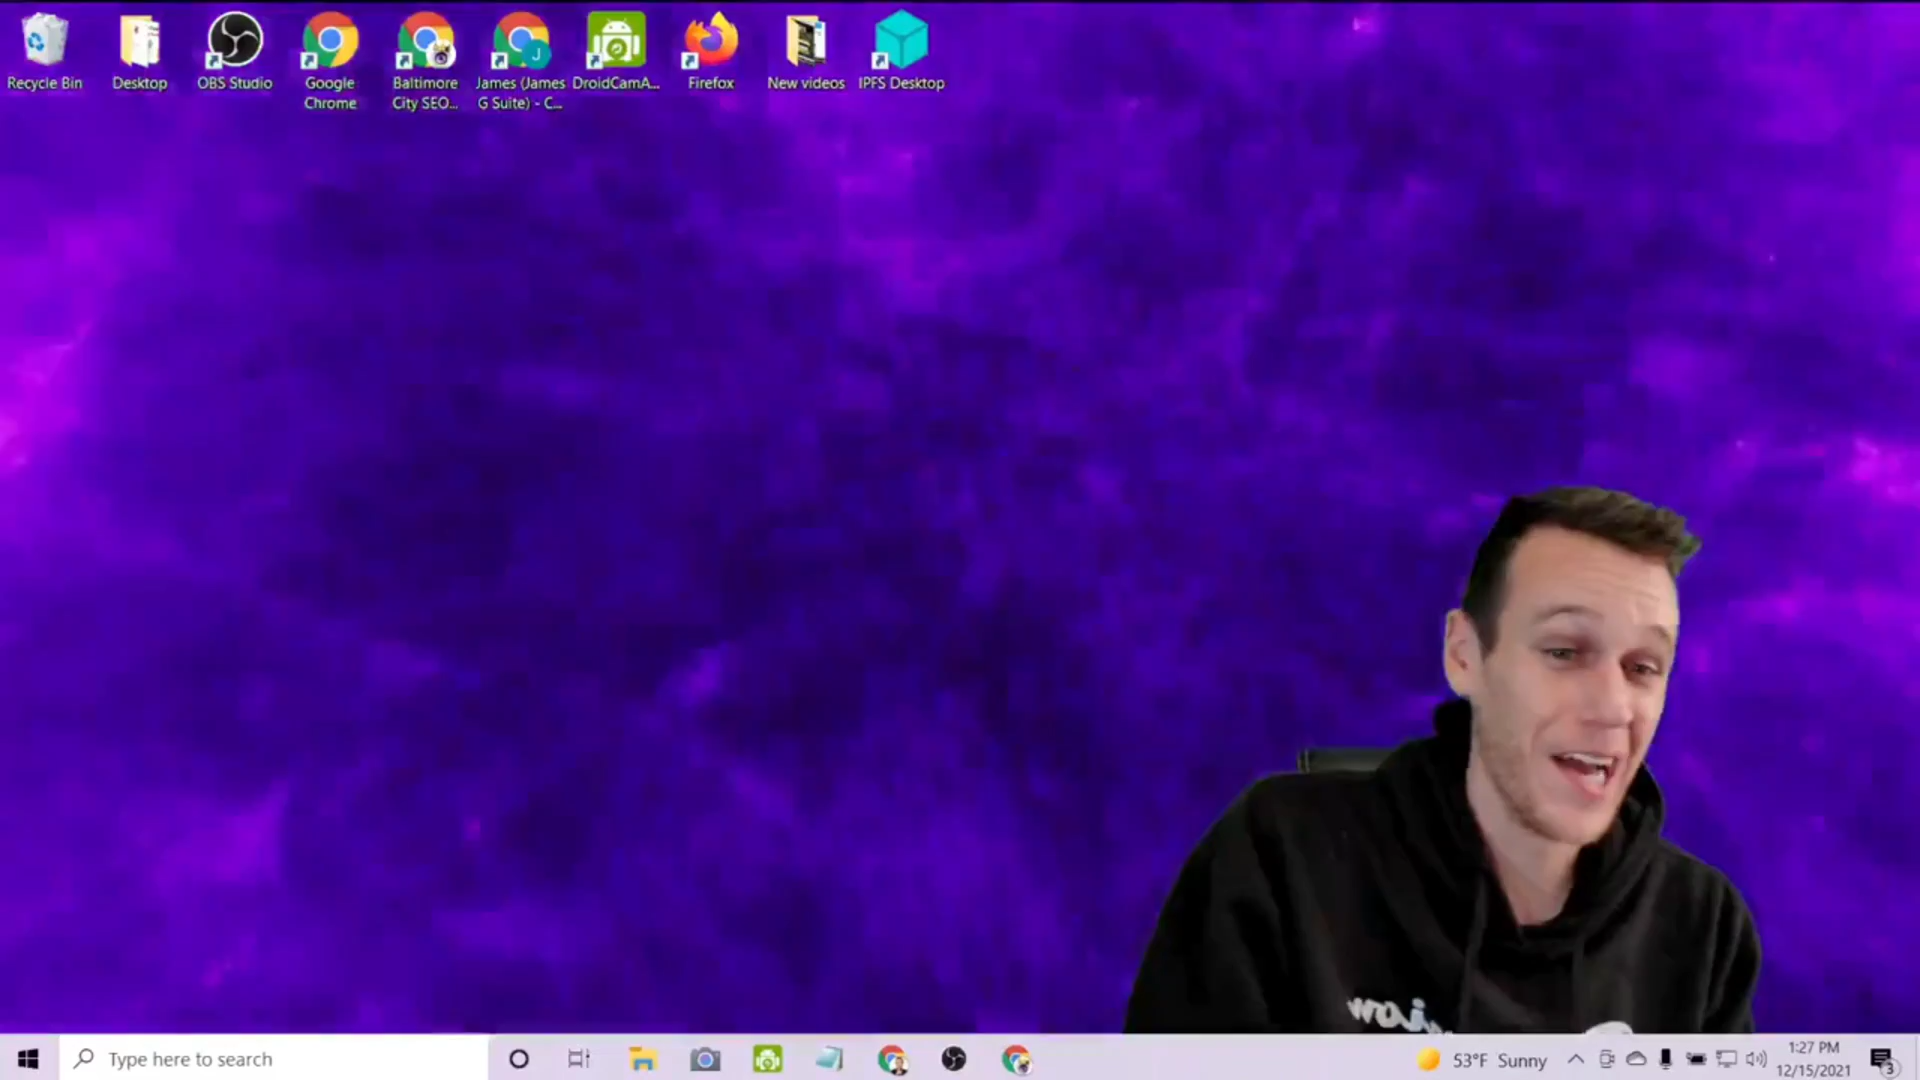 Recycle Bin
Desktop
OBS Studio
Google
Chrome
Baltimore
City SEO...
James (James
G Suite) - C...
DroidCamA...
Firefox
New videos
IPFS Desktop
Type here to search
53°F Sunny
1:27 PM
12/15/2021
3
J